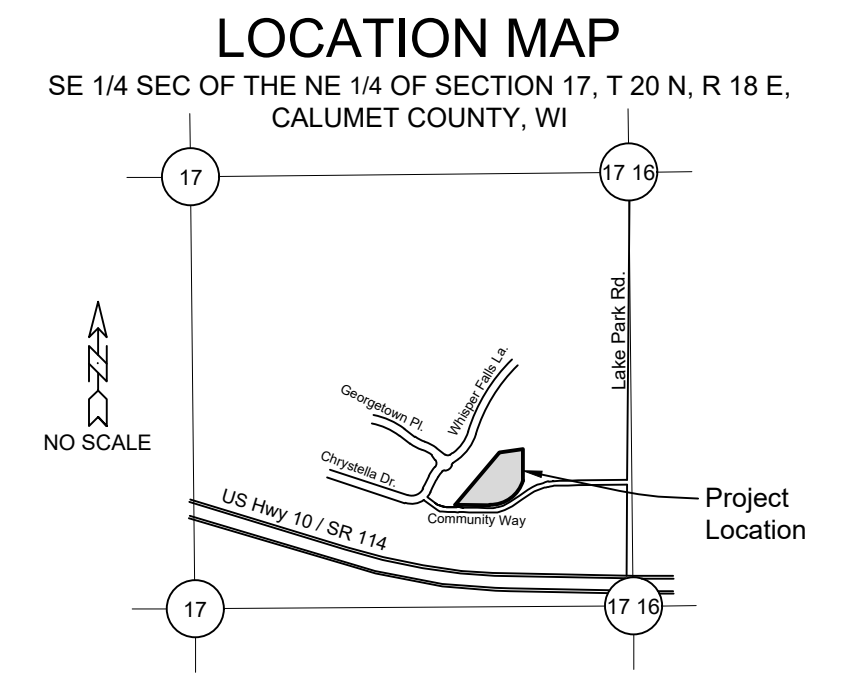 LOCATION MAP
SE 1/4 SEC OF THE NE 1/4 OF SECTION 17, T 20 N, R 18 E,
CALUMET COUNTY, WI
17
17 16
Lake Park Rd.
N
NO SCALE
Whisper Falls La.
Georgetown Pl.
Chrystella Dr.
US Hwy 10 / SR 114
Community Way
Project
Location
17
17 16